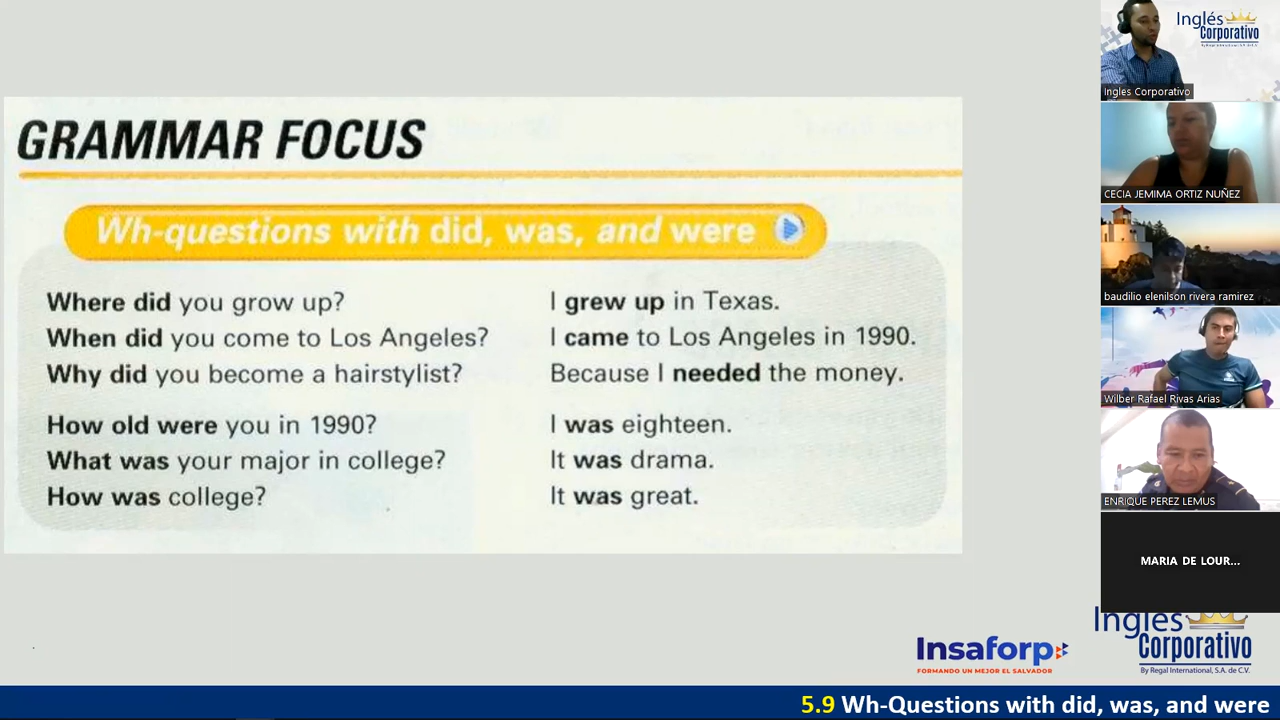 GRAMMAR FOCUS
Wh-questions with did, was, and were
Where did you grow up? I grew up in Texas.
When did you come to Los Angeles? I came to Los Angeles in 1990.
Why did you become a hairstylist? Because I needed the money.
How old were you in 1990? I was eighteen.
What was your major in college? It was drama.
How was college? It was great.
Inglés
Corporativo
Ingles Corporativo
CECIA JEMIMA ORTIZ NUÑEZ
baudilio elenilson rivera ramirez
Wilber Rafael Rivas Arias
ENRIQUE PEREZ LEMUS
MARIA DE LOUR...
Insaforp
FORMANDO UN MEJOR EL SALVADOR
Inglés
Corporativo
By Regal International, S.A. de C.V.
5.9 Wh-Questions with did, was, and were